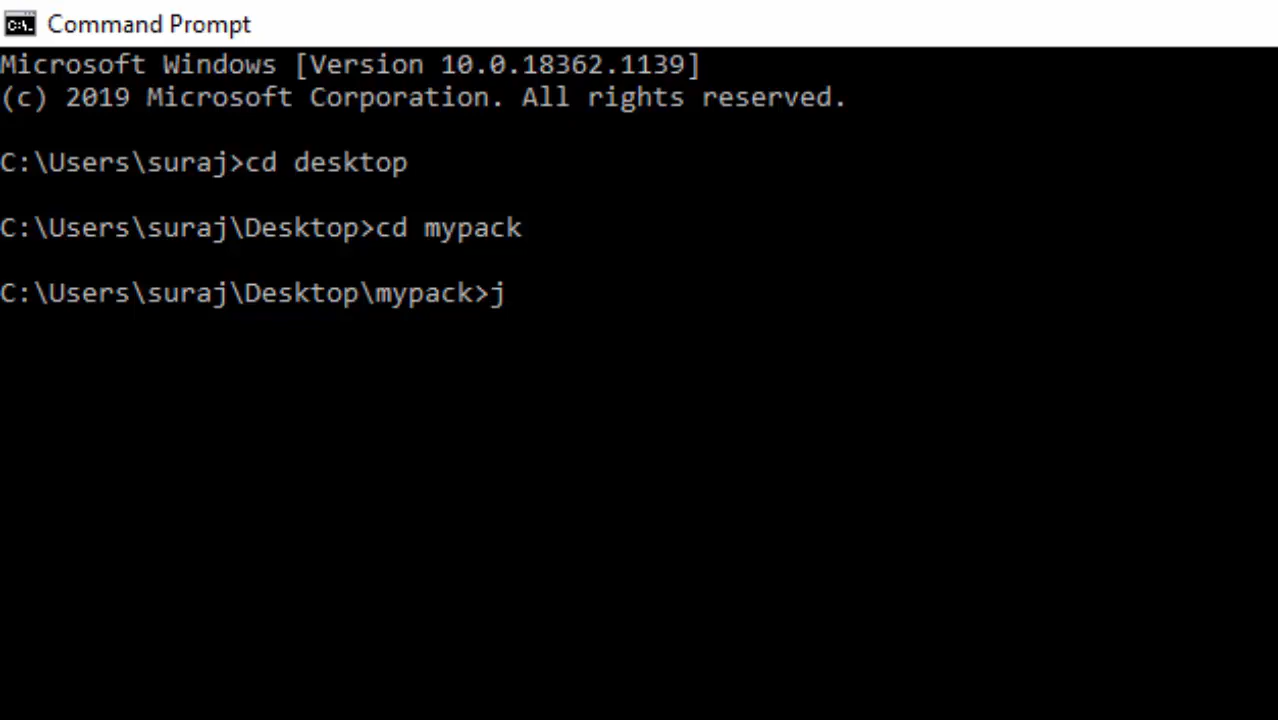 Command Prompt
Microsoft Windows [Version 10.0.18362.1139]
(c) 2019 Microsoft Corporation. All rights reserved.
C:\Users\suraj>cd desktop
C:\Users\suraj\Desktop>cd mypack
C:\Users\suraj\Desktop\mypack>j